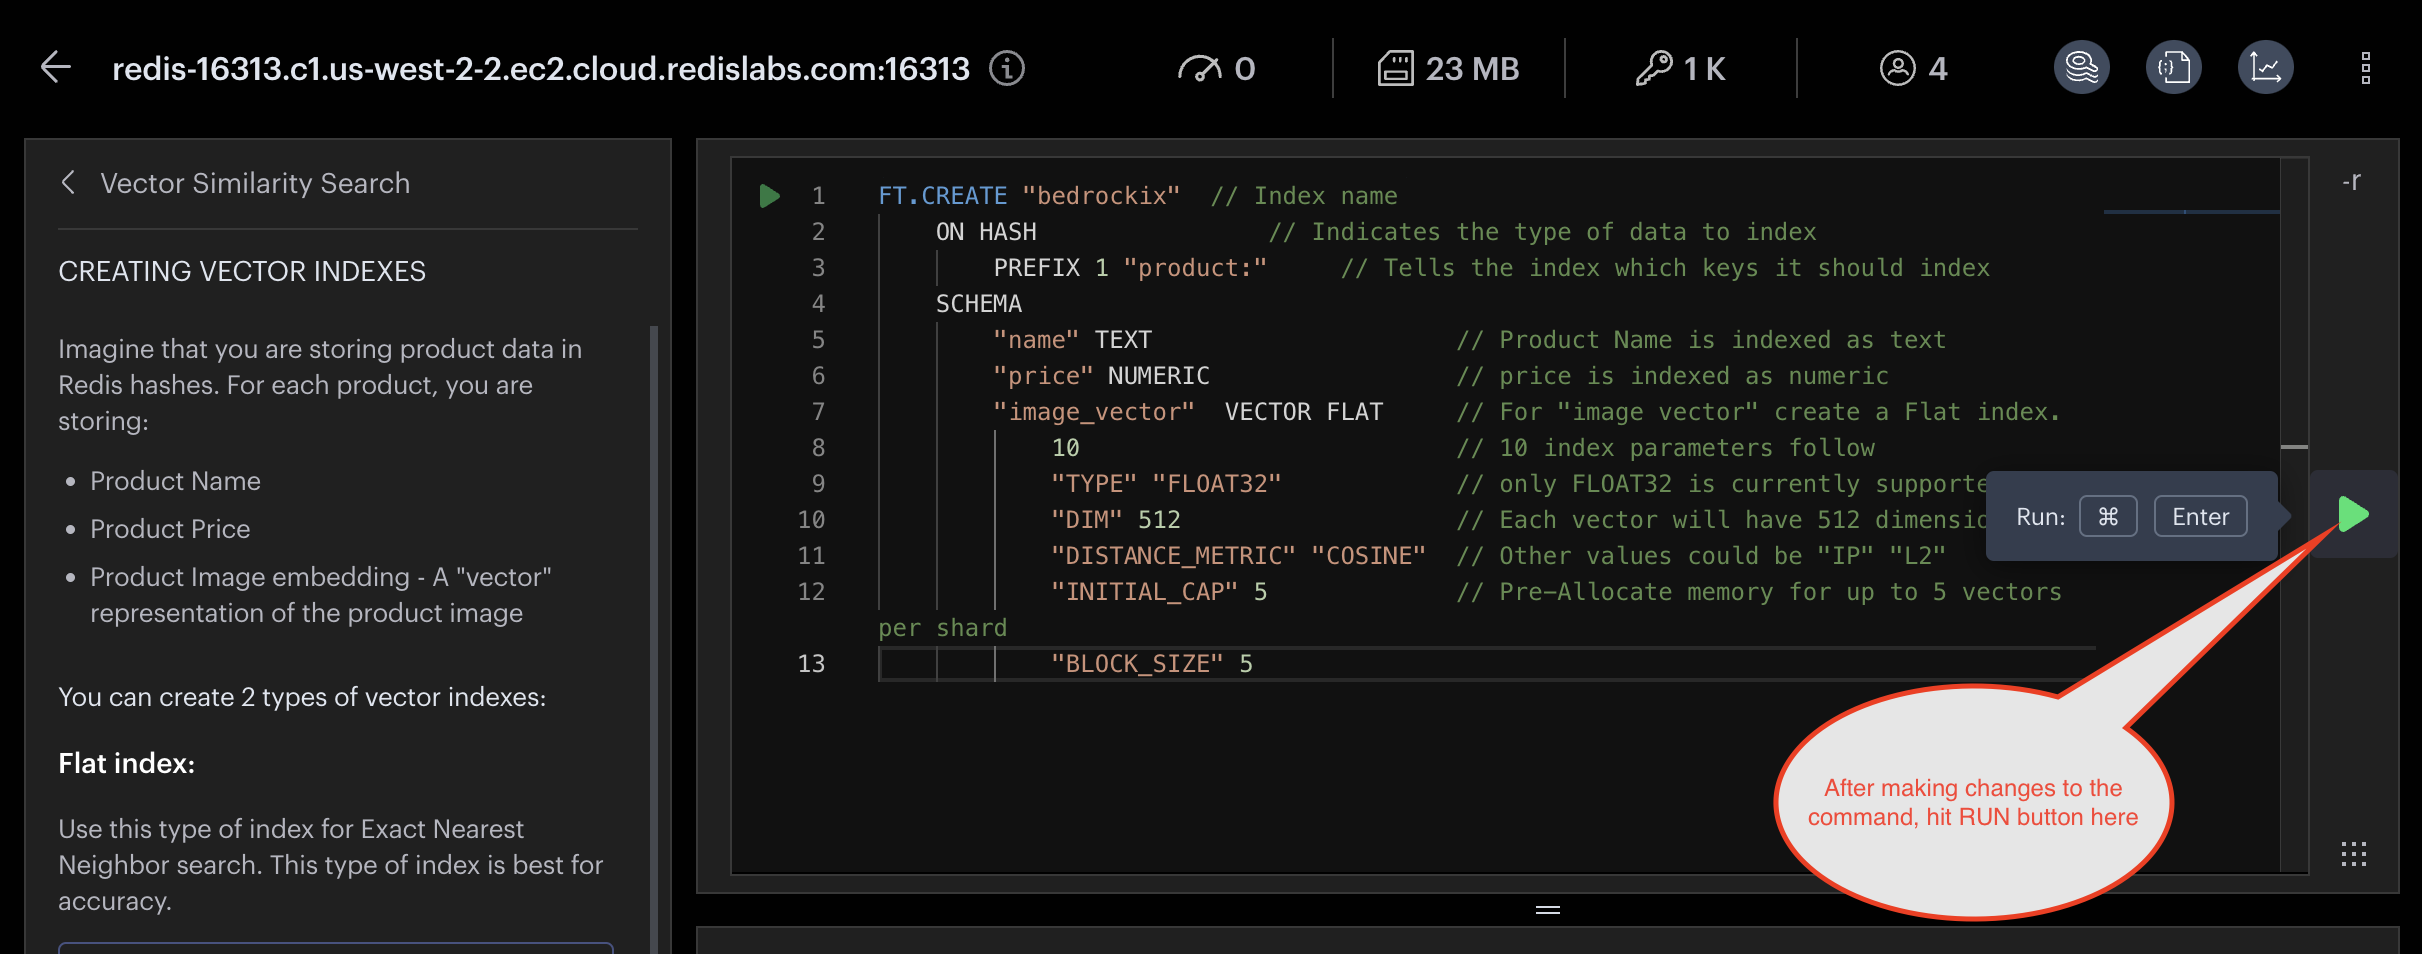 redis-16313.c1.us-west-2-2.ec2.cloud.redislabs.com:16313
0
23 MB
1 K
4
Vector Similarity Search
CREATING VECTOR INDEXES
Imagine that you are storing product data in
Redis hashes. For each product, you are
storing:
• Product Name
• Product Price
• Product Image embedding - A "vector"
representation of the product image
You can create 2 types of vector indexes:
Flat index:
Use this type of index for Exact Nearest
Neighbor search. This type of index is best for
accuracy.
1 FT.CREATE "bedrockix" // Index name
2 ON HASH // Indicates the type of data to index
3 PREFIX 1 "product:" // Tells the index which keys it should index
4 SCHEMA
5 "name" TEXT // Product Name is indexed as text
6 "price" NUMERIC // price is indexed as numeric
7 "image_vector" VECTOR FLAT // For "image vector" create a Flat index.
8 10 // 10 index parameters follow
9 "TYPE" "FLOAT32" // only FLOAT32 is currently supporte
10 "DIM" 512 // Each vector will have 512 dimensio
11 "DISTANCE_METRIC" "COSINE" // Other values could be "IP" "L2"
12 "INITIAL_CAP" 5 // Pre-Allocate memory for up to 5 vectors
per shard
13 "BLOCK_SIZE" 5
-r
Run: ⌘ Enter
After making changes to the
command, hit RUN button here